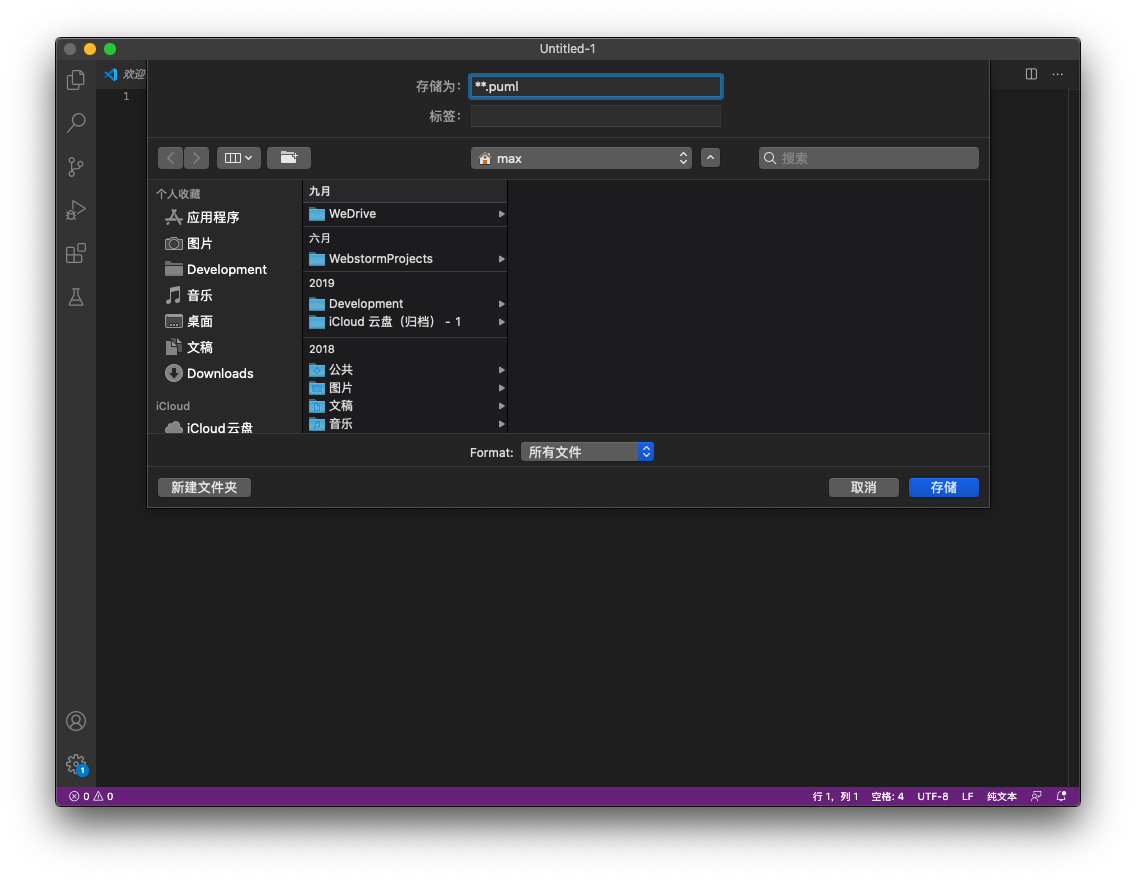 Untitled-1
欢迎
1
存储为：
**.puml
标签：
max
搜索
个人收藏
应用程序
图片
Development
音乐
桌面
文稿
Downloads
iCloud
iCloud云盘
九月
WeDrive
六月
WebstormProjects
2019
Development
iCloud 云盘（归档） - 1
2018
公共
图片
文稿
音乐
Format:
所有文件
新建文件夹
取消
存储
1
0
0
行 1，列 1
空格: 4
UTF-8
LF
纯文本